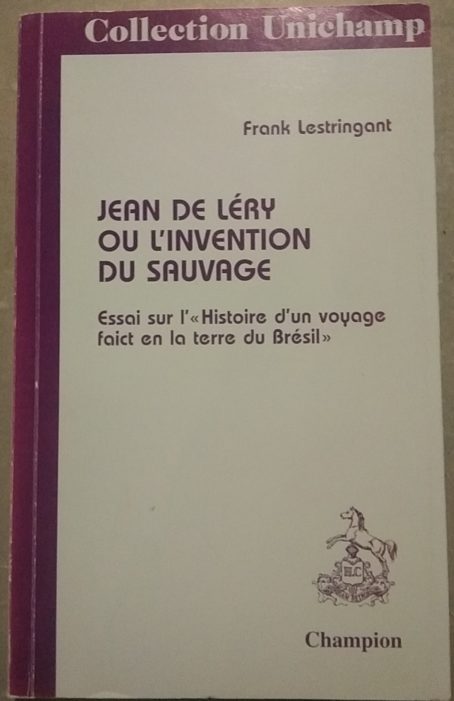 Collection Unichamp
Frank Lestringant
JEAN DE LÉRY
OU L'INVENTION
DU SAUVAGE
Essai sur l'« Histoire d'un voyage
faict en la terre du Brésil »
Champion